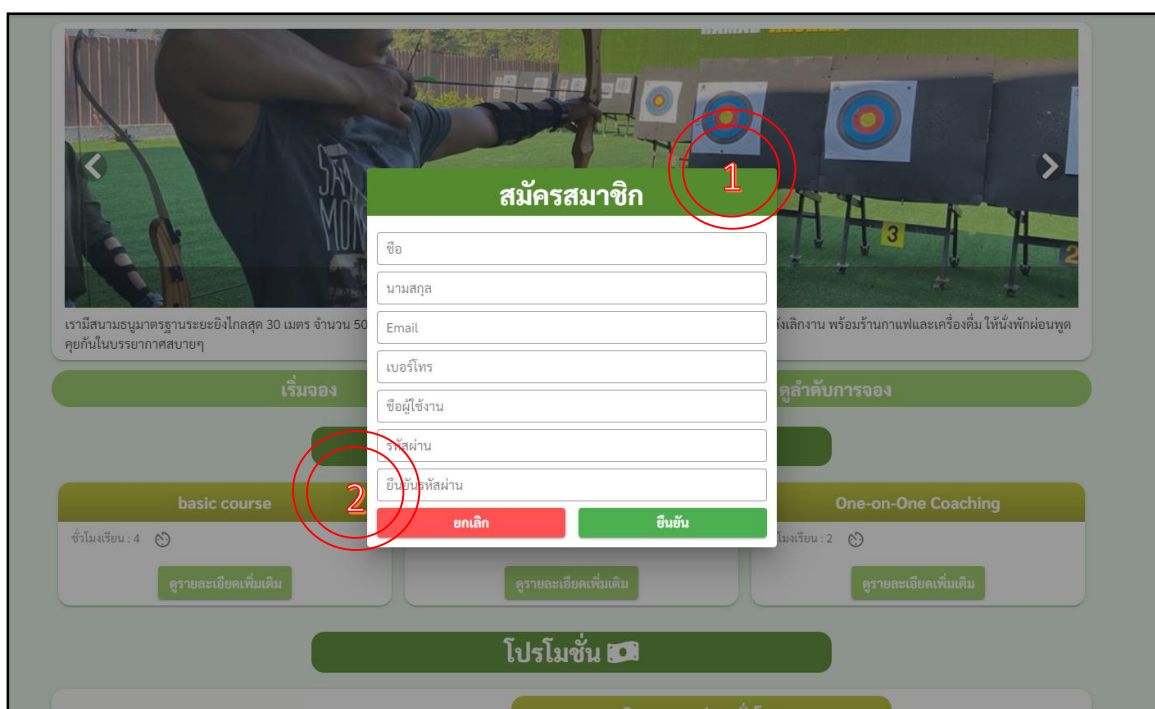 1
สมัครสมาชิก
ชื่อ
นามสกุล
Email
เบอร์โทร
ชื่อผู้ใช้งาน
รหัสผ่าน
ยืนยันรหัสผ่าน
2
ยกเลิก ยืนยัน
3
2
เรามีสนามธนูมาตรฐานระยะยิงไกลสุด 30 เมตร จำนวน 50
เลิกงาน พร้อมร้านกาแฟและเครื่องดื่ม ให้นั่งพักผ่อนพูด
คุยกันในบรรยากาศสบายๆ
เริ่มจอง ดูลำดับการจอง
basic course One-on-One Coaching
ชั่วโมงเรียน : 4 โมงเรียน : 2
ดูรายละเอียดเพิ่มเติม ดูรายละเอียดเพิ่มเติม ดูรายละเอียดเพิ่มเติม
โปรโมชั่น